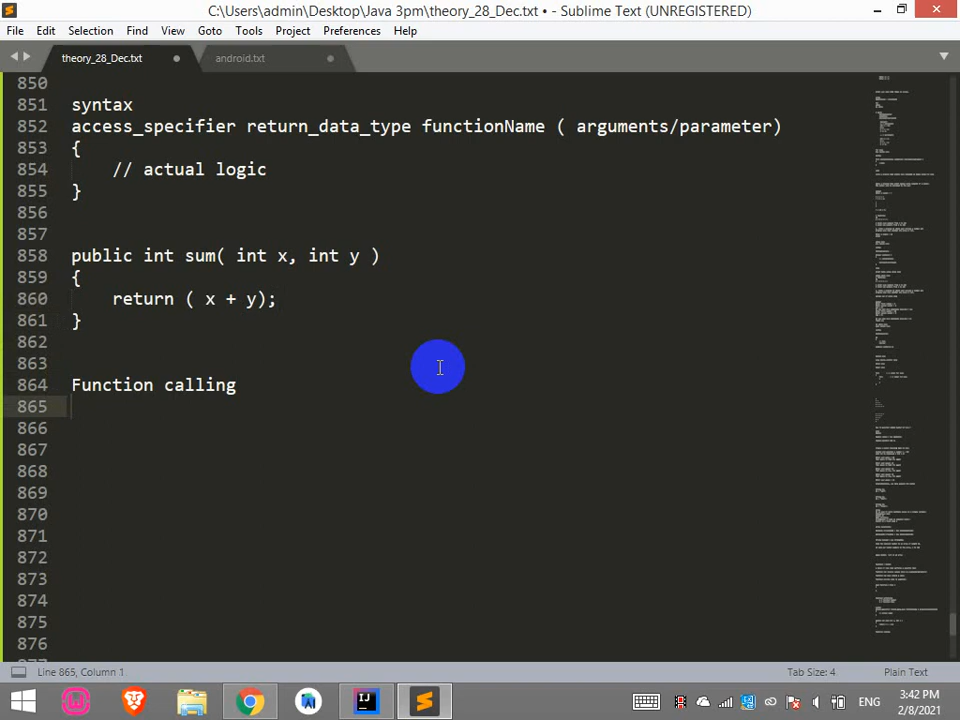 C:\Users\admin\Desktop\Java 3pm\theory_28_Dec.txt • - Sublime Text (UNREGISTERED)
File Edit Selection Find View Goto Tools Project Preferences Help
theory_28_Dec.txt android.txt
850
851 syntax
852 access_specifier return_data_type functionName ( arguments/parameter)
853 {
854 // actual logic
855 }
856
857
858 public int sum( int x, int y )
859 {
860 return ( x + y);
861 }
862
863
864 Function calling
865
866
867
868
869
870
871
872
873
874
875
876
Line 865, Column 1 Tab Size: 4 Plain Text
ENG
3:42 PM
2/8/2021